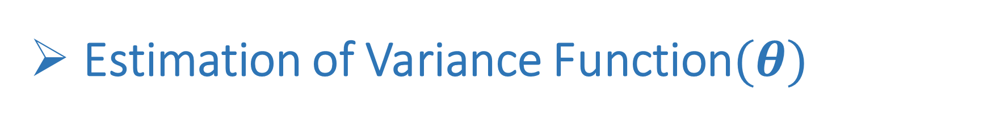 ➢ Estimation of Variance Function(𝜽)